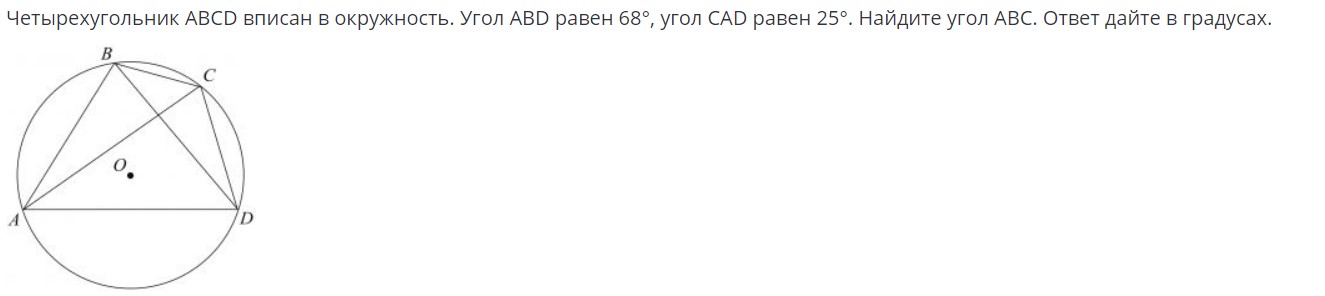 Четырехугольник ABCD вписан в окружность. Угол ABD равен 68°, угол CAD равен 25°. Найдите угол ABC. Ответ дайте в градусах.
B
C
O
A
D